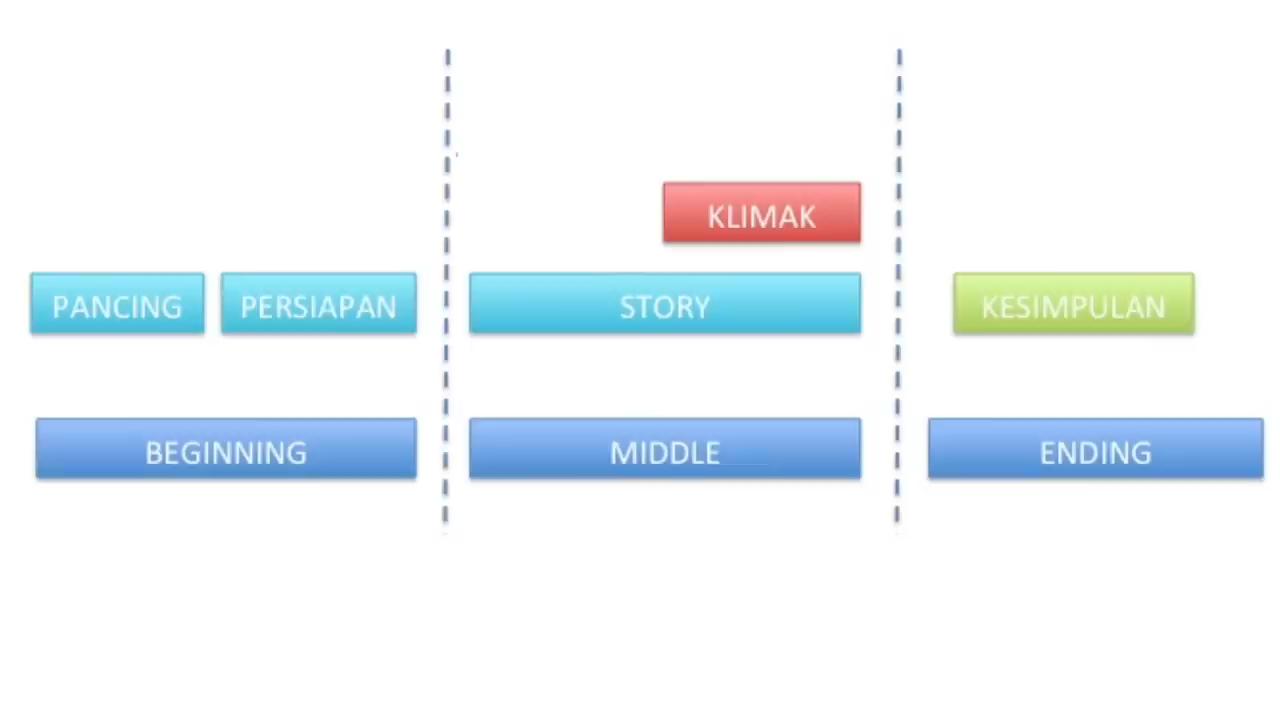 KLIMAK
PANCING
PERSIAPAN
STORY
KESIMPULAN
BEGINNING
MIDDLE
ENDING